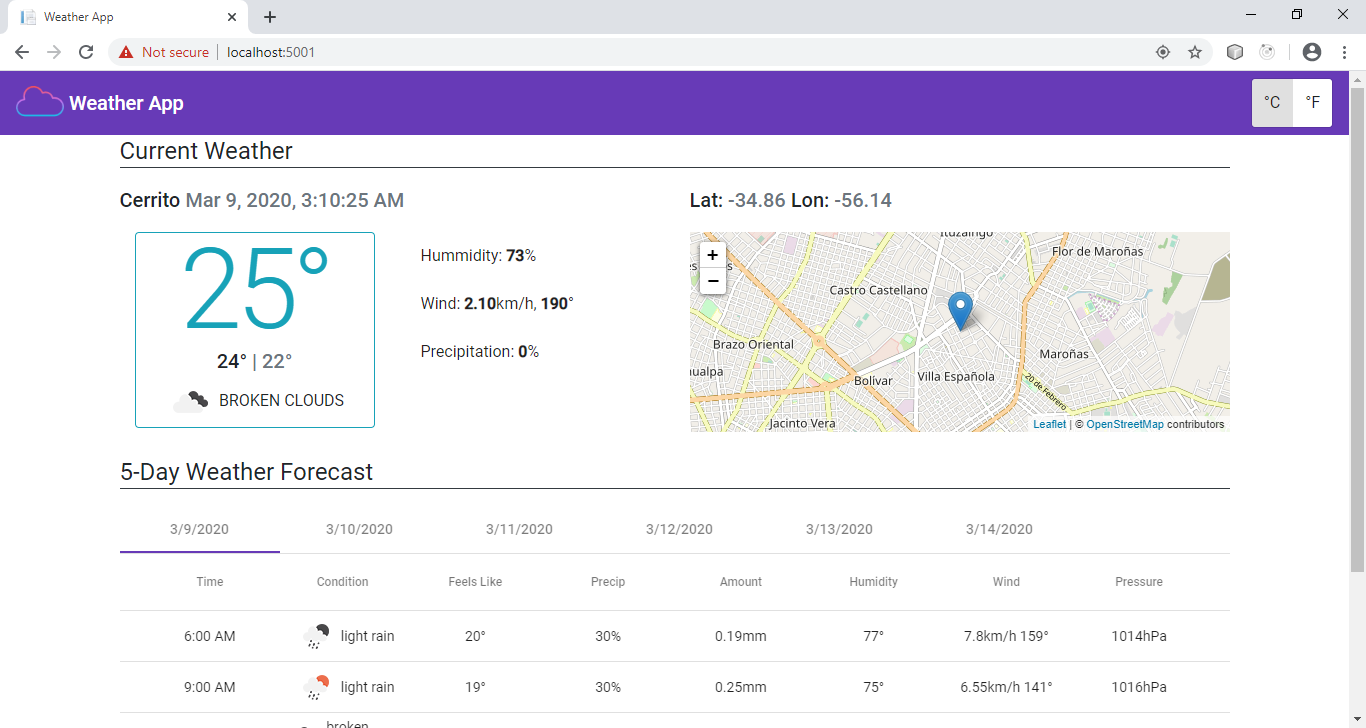 Weather App
Not secure | localhost:5001
Weather App
°C °F
Current Weather
Cerrito Mar 9, 2020, 3:10:25 AM
25°
24° | 22°
BROKEN CLOUDS
Hummidity: 73%
Wind: 2.10km/h, 190°
Precipitation: 0%
Lat: -34.86 Lon: -56.14
+
−
Ituzaingo
Flor de Maroñas
Castro Castellano
Brazo Oriental
Maroñas
Bolivar
Villa Española
20 de Febrero
Jacinto Vera
Leaflet | © OpenStreetMap contributors
5-Day Weather Forecast
3/9/2020 3/10/2020 3/11/2020 3/12/2020 3/13/2020 3/14/2020
Time Condition Feels Like Precip Amount Humidity Wind Pressure
6:00 AM light rain 20° 30% 0.19mm 77° 7.8km/h 159° 1014hPa
9:00 AM light rain 19° 30% 0.25mm 75° 6.55km/h 141° 1016hPa
broken